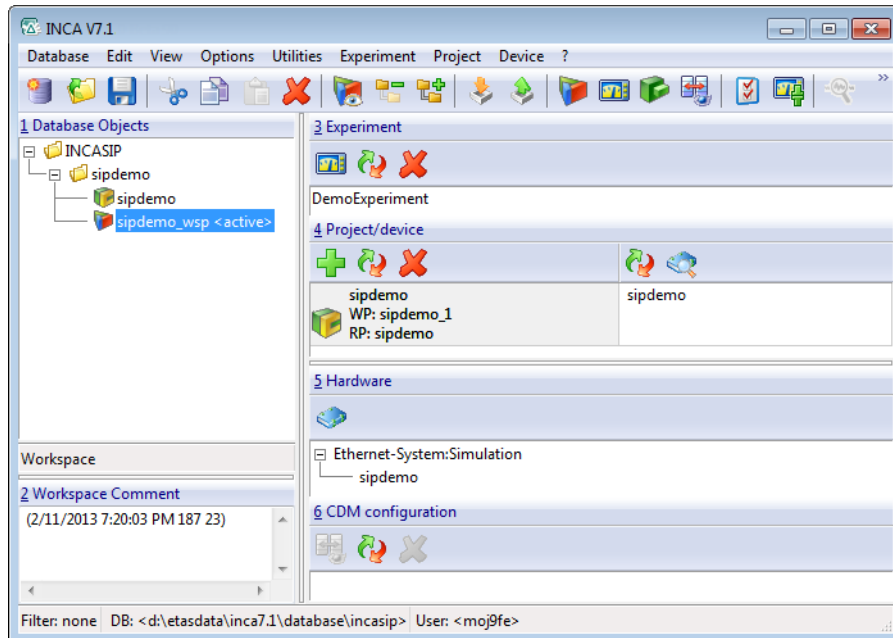 INCA V7.1
Database Edit View Options Utilities Experiment Project Device ?
»
1 Database Objects
INCASIP
sipdemo
sipdemo
sipdemo_wsp <active>
Workspace
2 Workspace Comment
(2/11/2013 7:20:03 PM 187 23)
3 Experiment
DemoExperiment
4 Project/device
sipdemo
WP: sipdemo_1
RP: sipdemo
sipdemo
5 Hardware
Ethernet-System:Simulation
sipdemo
6 CDM configuration
Filter: none DB: <d:\etasdata\inca7.1\database\incasip> User: <moj9fe>